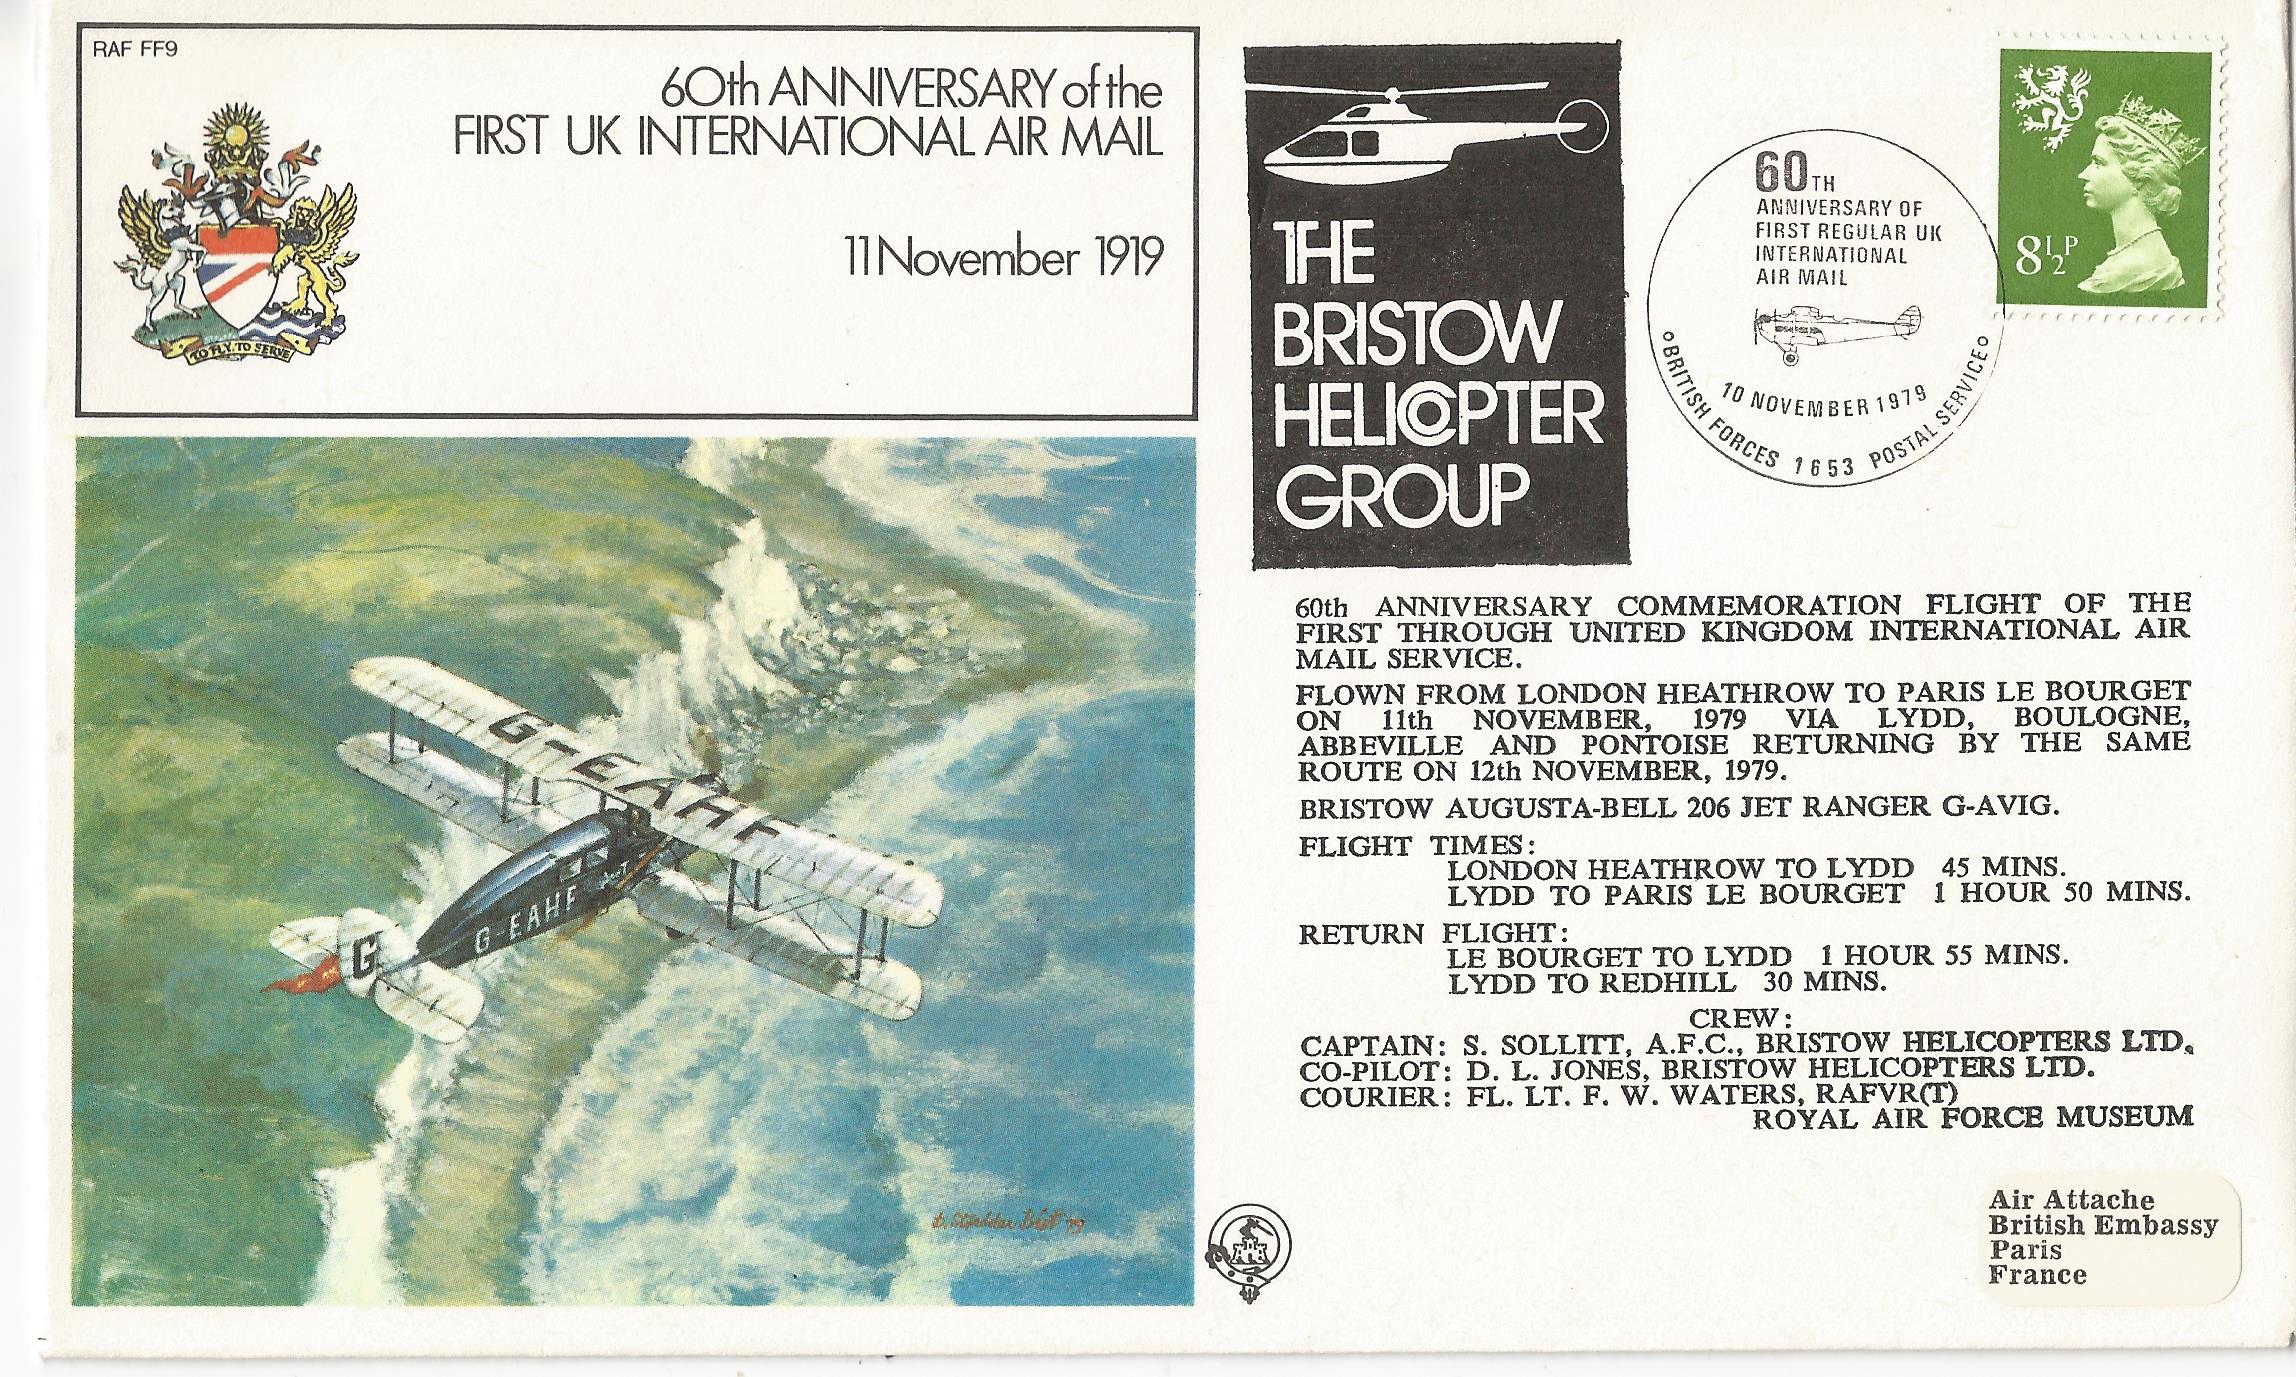 RAF FF9
60th ANNIVERSARY of the
FIRST UK INTERNATIONAL AIR MAIL
11 November 1919
TO FLY TO SERVE
THE
BRISTOW
HELICOPTER
GROUP
60TH
ANNIVERSARY OF
FIRST REGULAR UK
INTERNATIONAL
AIR MAIL
10 NOVEMBER 1979
BRITISH FORCES 1653 POSTAL SERVICE
8½P
G-EAHF
G-EAHF
G
60th ANNIVERSARY COMMEMORATION FLIGHT OF THE
FIRST THROUGH UNITED KINGDOM INTERNATIONAL AIR
MAIL SERVICE.
FLOWN FROM LONDON HEATHROW TO PARIS LE BOURGET
ON 11th NOVEMBER, 1979 VIA LYDD, BOULOGNE,
ABBEVILLE AND PONTOISE RETURNING BY THE SAME
ROUTE ON 12th NOVEMBER, 1979.
BRISTOW AUGUSTA-BELL 206 JET RANGER G-AVIG.
FLIGHT TIMES:
LONDON HEATHROW TO LYDD 45 MINS.
LYDD TO PARIS LE BOURGET 1 HOUR 50 MINS.
RETURN FLIGHT:
LE BOURGET TO LYDD 1 HOUR 55 MINS.
LYDD TO REDHILL 30 MINS.
CREW:
CAPTAIN: S. SOLLITT, A.F.C., BRISTOW HELICOPTERS LTD.
CO-PILOT: D. L. JONES, BRISTOW HELICOPTERS LTD.
COURIER: FL. LT. F. W. WATERS, RAFVR(T)
ROYAL AIR FORCE MUSEUM
Air Attache
British Embassy
Paris
France